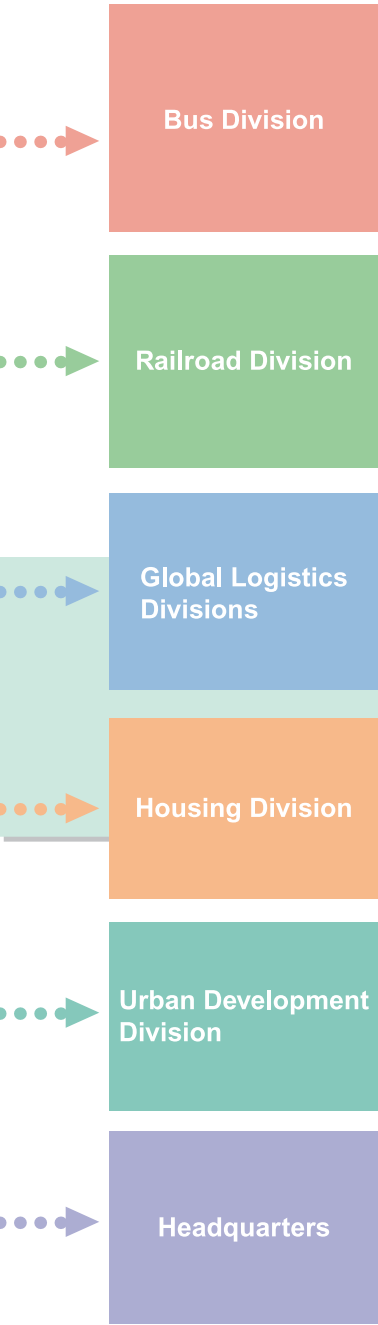 Bus Division
Railroad Division
Global Logistics
Divisions
Housing Division
Urban Development
Division
Headquarters